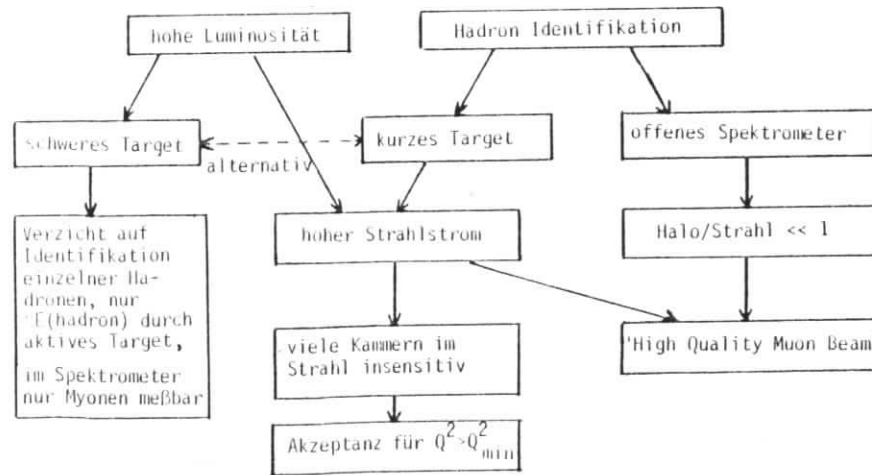 hohe Luminosität
Hadron Identifikation
schweres Target
alternativ
kurzes Target
offenes Spektrometer
Verzicht auf
Identifikation
einzelner Ha-
dronen, nur
E(hadron) durch
aktives Target,
im Spektrometer
nur Myonen meßbar
hoher Strahlstrom
Halo/Strahl << 1
viele Kammern im
Strahl insensitiv
'High Quality Muon Beam
Akzeptanz für Q²>Q²min